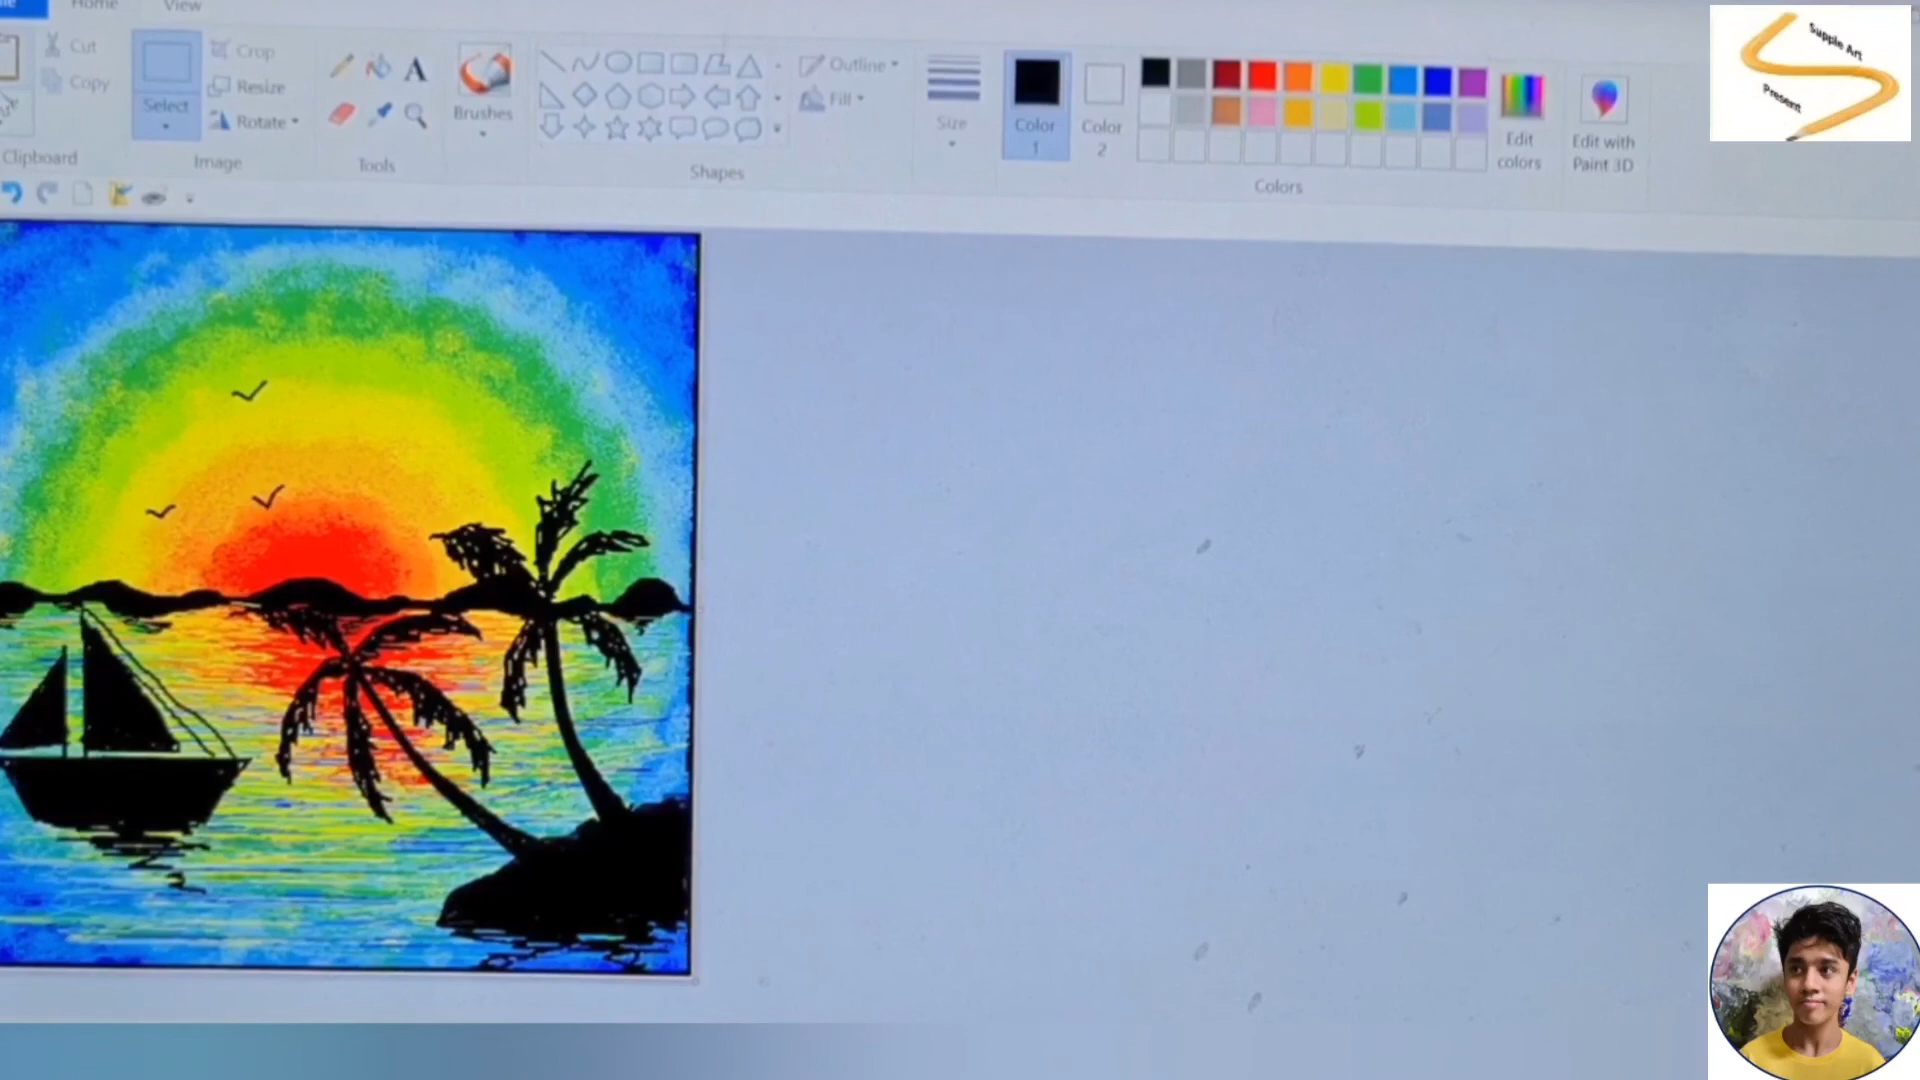 Home
View
Cut
Copy
Clipboard
Select
Crop
Resize
Rotate
Image
A
Tools
Brushes
Shapes
Outline
Fill
Size
Color
1
Color
2
Colors
Edit
colors
Edit with
Paint 3D
Supple Art
Present